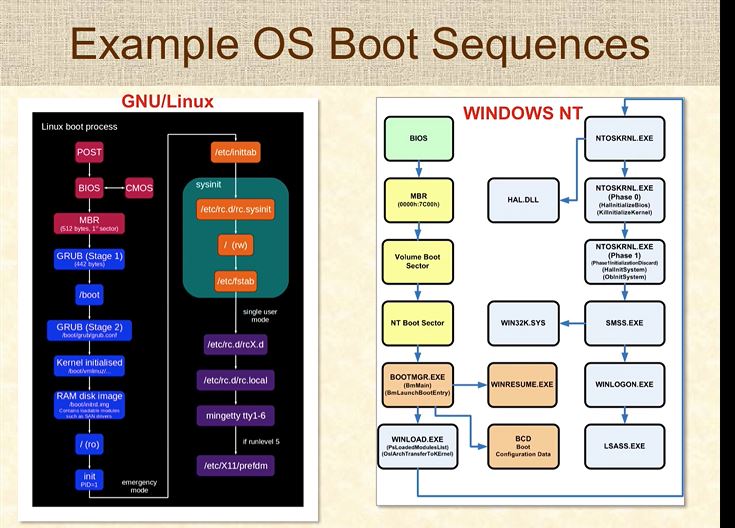 Example OS Boot Sequences
GNU/Linux
Linux boot process
POST
BIOS
CMOS
MBR
(512 bytes, 1st sector)
GRUB (Stage 1)
(442 bytes)
/boot
GRUB (Stage 2)
/boot/grub/grub.conf
Kernel initialised
/boot/vmlinuz/...
RAM disk image
/boot/initrd.img
Contains loadable modules
such as SAN drivers
/ (ro)
init
PID=1
emergency
mode
/etc/inittab
sysinit
/etc/rc.d/rc.sysinit
/ (rw)
/etc/fstab
single user
mode
/etc/rc.d/rcX.d
/etc/rc.d/rc.local
mingetty tty1-6
if runlevel 5
/etc/X11/prefdm
WINDOWS NT
BIOS
MBR
(0000h:7C00h)
Volume Boot
Sector
NT Boot Sector
BOOTMGR.EXE
(BmMain)
(BmLaunchBootEntry)
WINLOAD.EXE
(PsLoadedModulesList)
(OslArchTransferToKErnel)
HAL.DLL
WIN32K.SYS
WINRESUME.EXE
BCD
Boot
Configuration Data
NTOSKRNL.EXE
NTOSKRNL.EXE
(Phase 0)
(HalInitializeBios)
(KiInitializeKernel)
NTOSKRNL.EXE
(Phase 1)
(Phase1InitializationDiscard)
(HalInitSystem)
(ObInitSystem)
SMSS.EXE
WINLOGON.EXE
LSASS.EXE